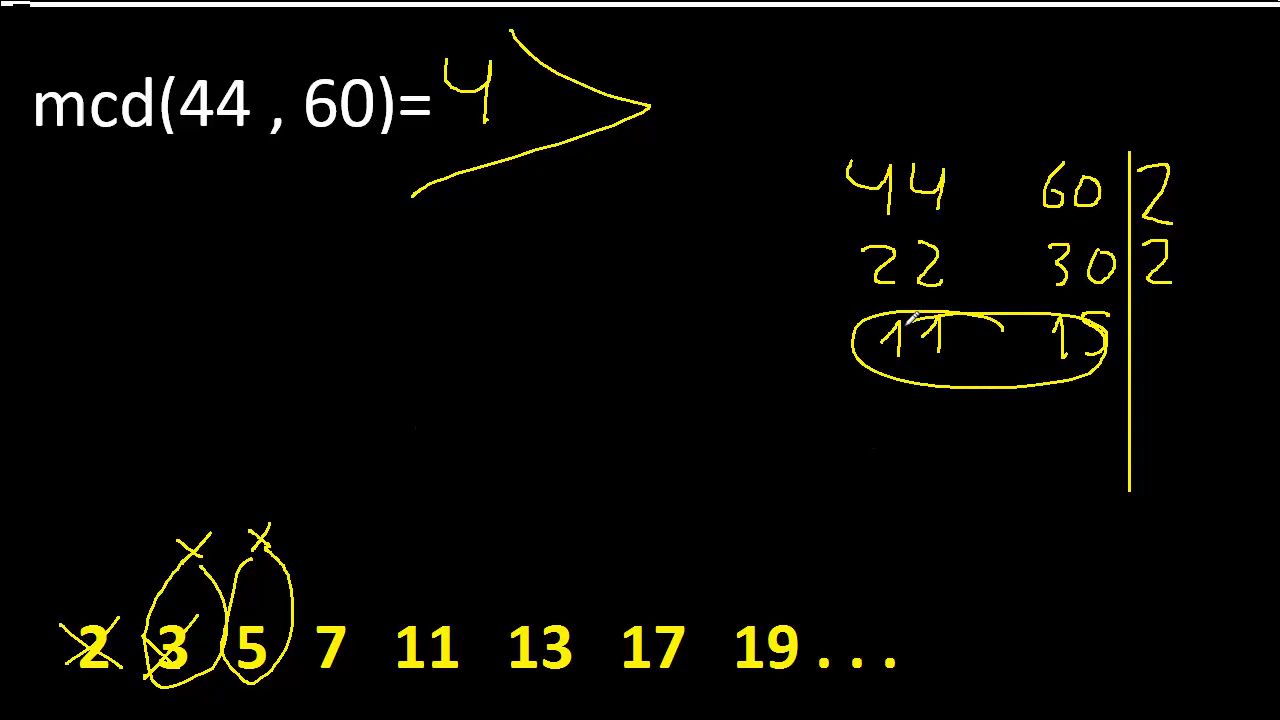 mcd(44 , 60)= 4
44 60 2
22 30 2
11 15
x x
2 3 5 7 11 13 17 19 . . .